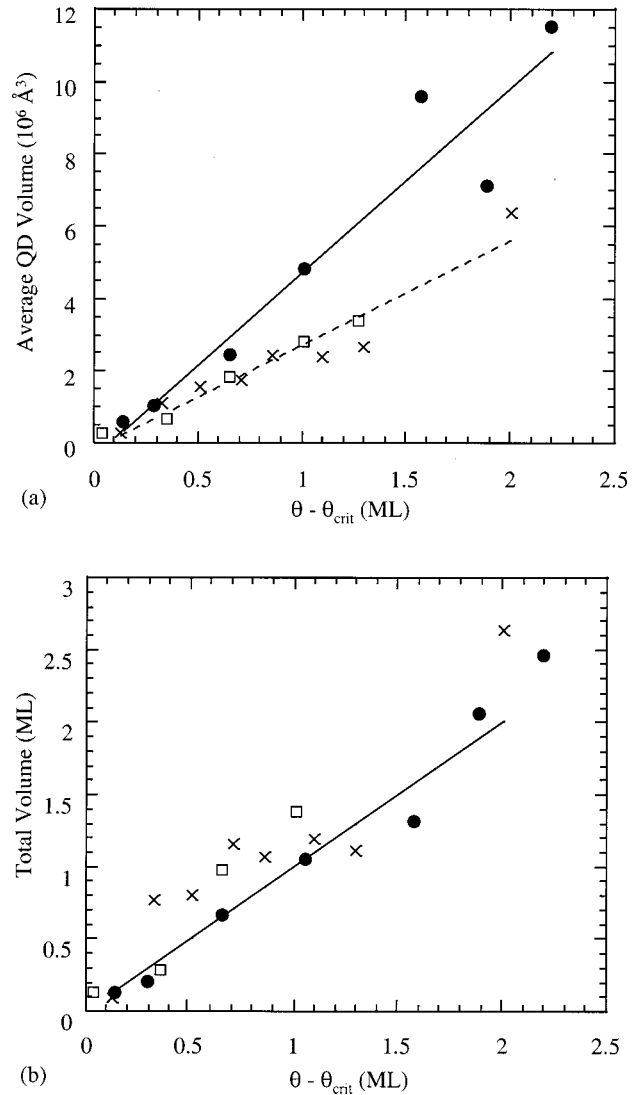 12
10
8
6
4
2
0
Average QD Volume (10⁶ Å³)
0 0.5 1 1.5 2 2.5
(a)
θ - θcrit (ML)
3
2.5
2
1.5
1
0.5
0
Total Volume (ML)
0 0.5 1 1.5 2 2.5
(b)
θ - θcrit (ML)